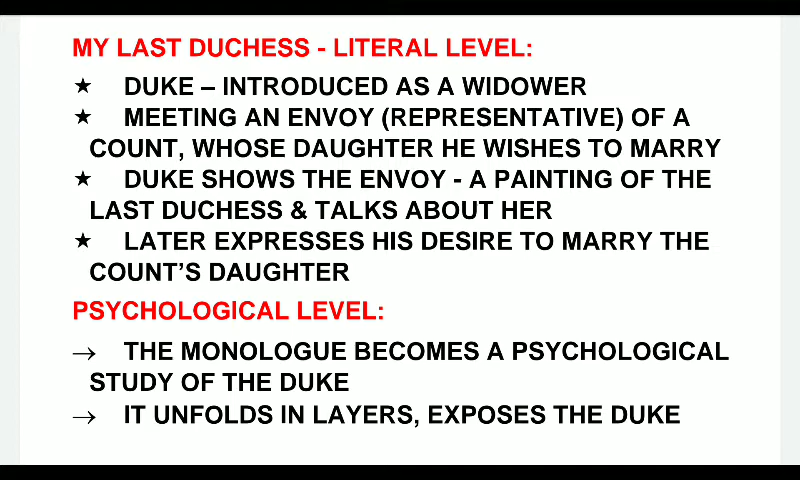 MY LAST DUCHESS - LITERAL LEVEL:
★ DUKE – INTRODUCED AS A WIDOWER
★ MEETING AN ENVOY (REPRESENTATIVE) OF A
COUNT, WHOSE DAUGHTER HE WISHES TO MARRY
★ DUKE SHOWS THE ENVOY - A PAINTING OF THE
LAST DUCHESS & TALKS ABOUT HER
★ LATER EXPRESSES HIS DESIRE TO MARRY THE
COUNT’S DAUGHTER
PSYCHOLOGICAL LEVEL:
→ THE MONOLOGUE BECOMES A PSYCHOLOGICAL
STUDY OF THE DUKE
→ IT UNFOLDS IN LAYERS, EXPOSES THE DUKE